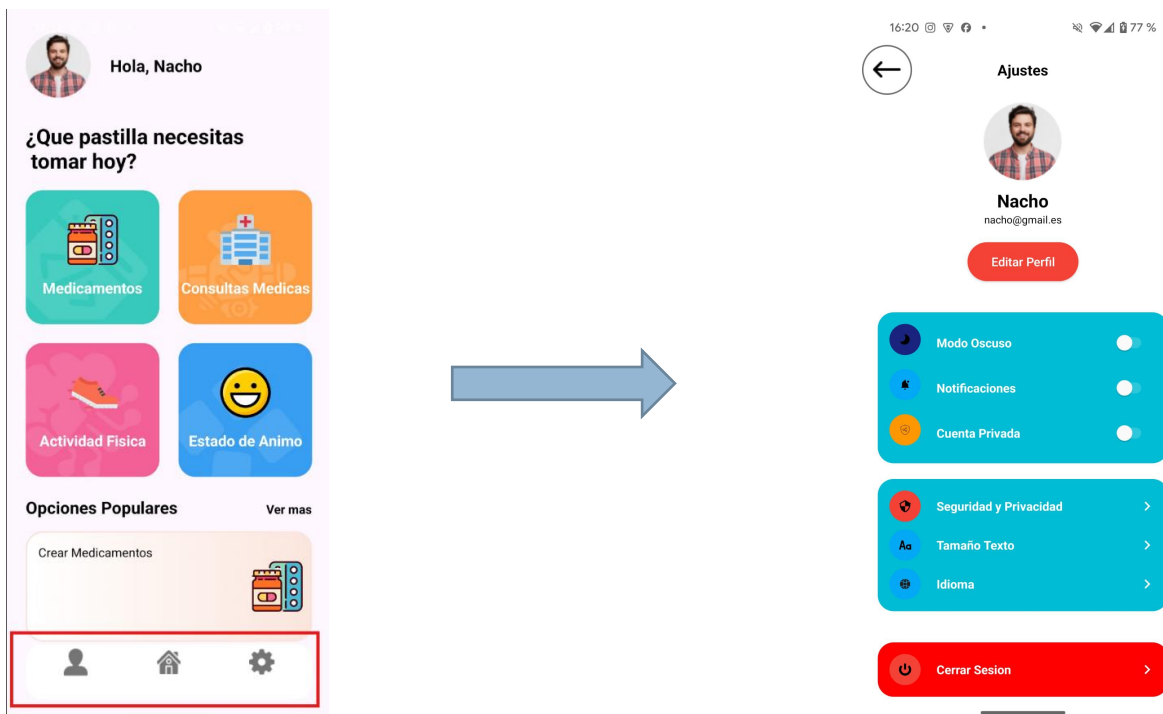 Hola, Nacho
¿Que pastilla necesitas
tomar hoy?
Medicamentos
Consultas Medicas
Actividad Fisica
Estado de Animo
Opciones Populares
Ver mas
Crear Medicamentos
16:20
77 %
Ajustes
Nacho
nacho@gmail.es
Editar Perfil
Modo Oscuso
Notificaciones
Cuenta Privada
Seguridad y Privacidad
Aa
Tamaño Texto
Idioma
Cerrar Sesion